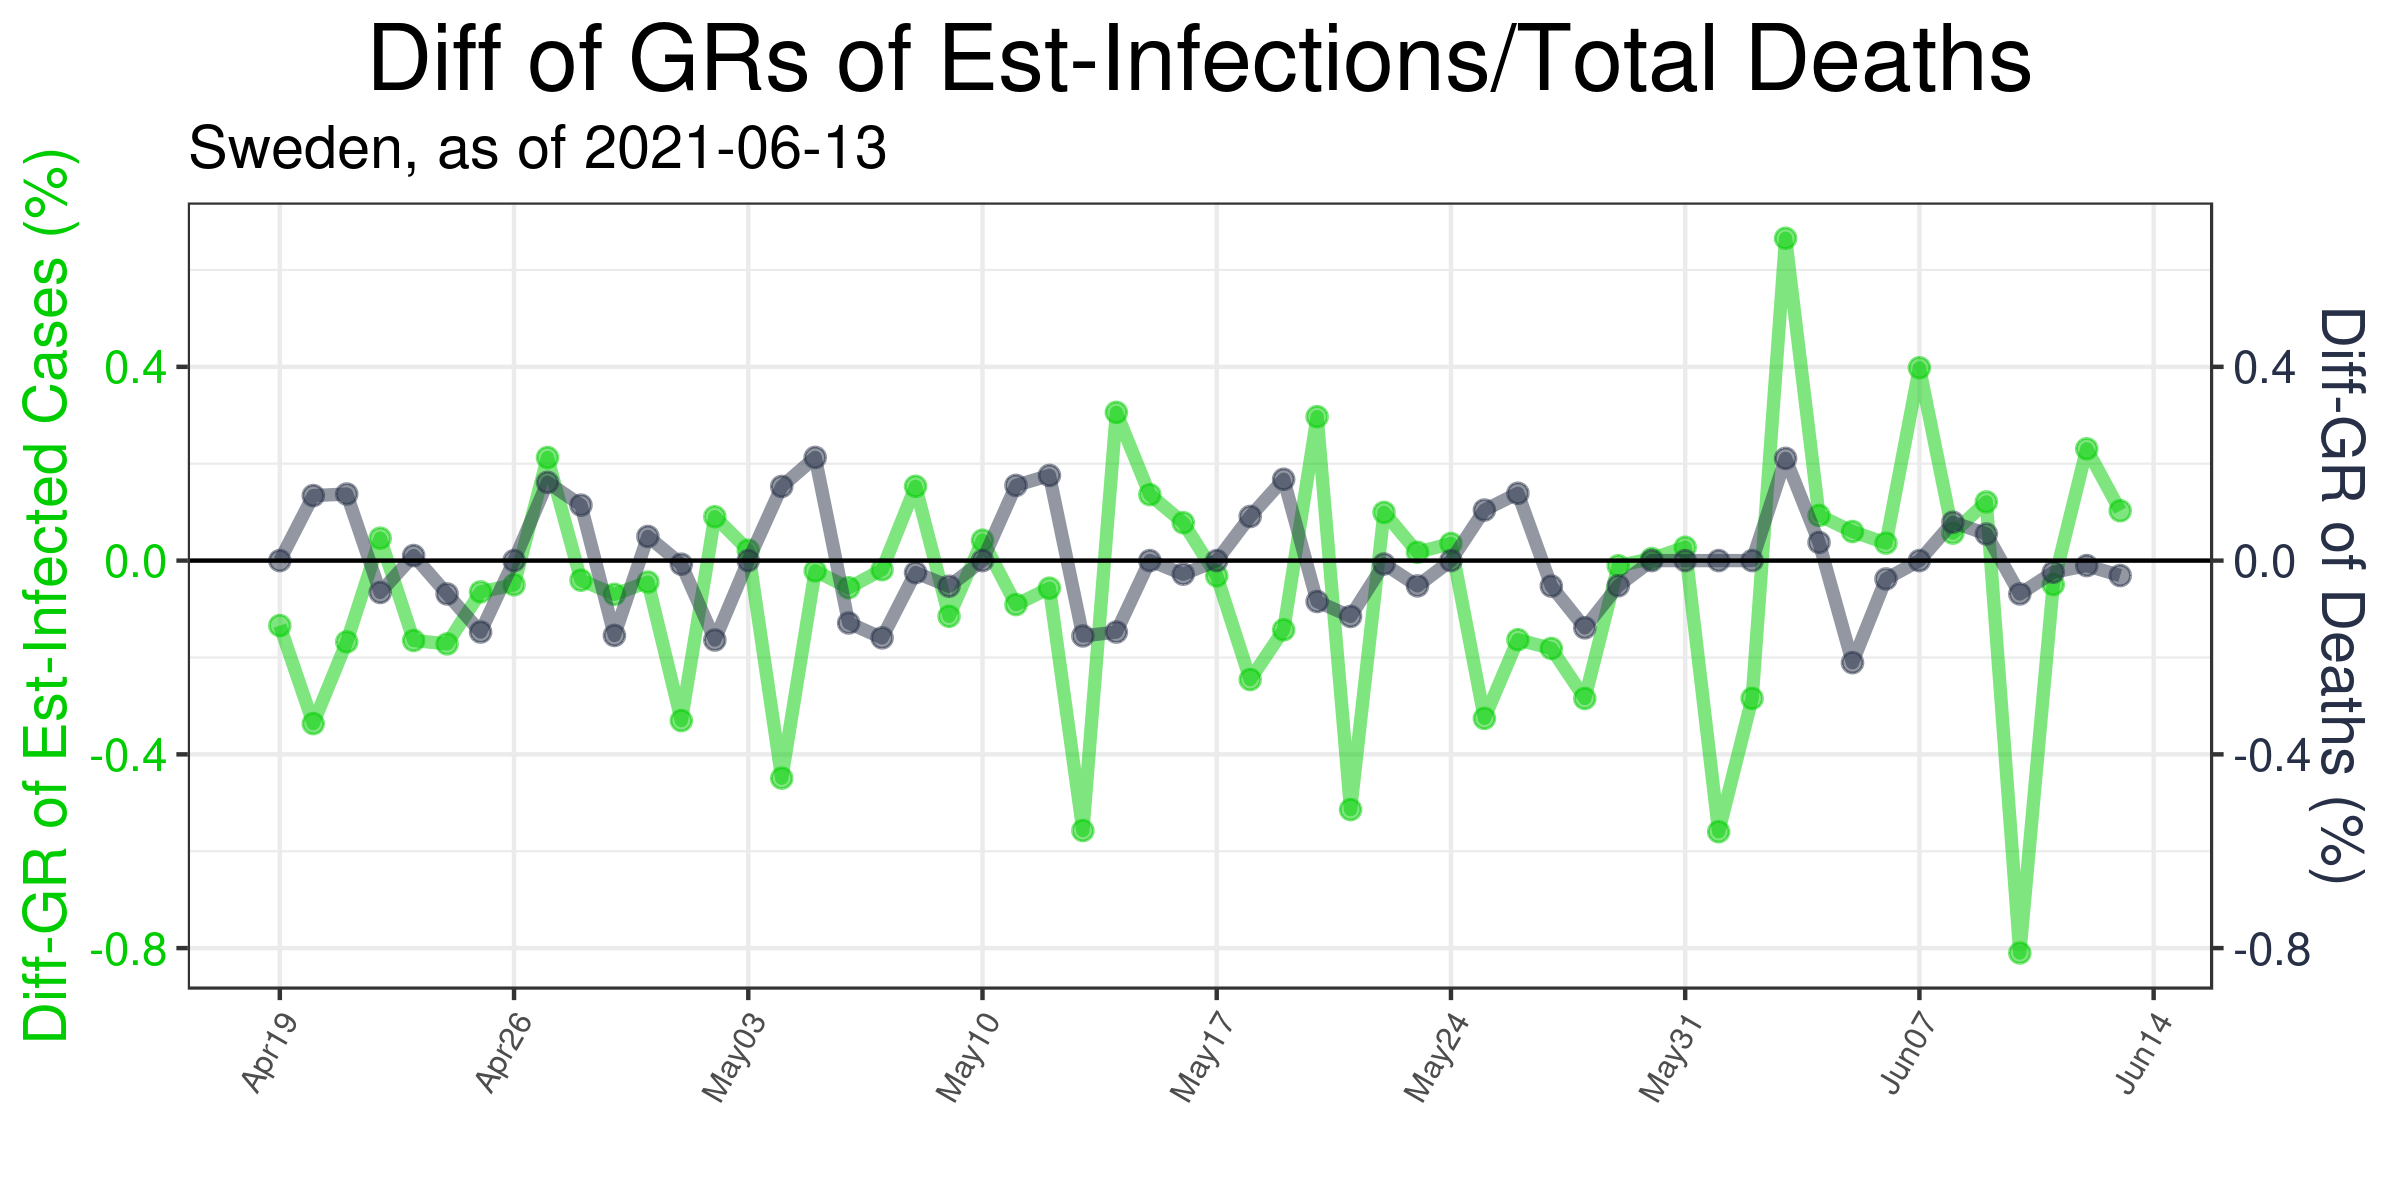 Diff of GRs of Est-Infections/Total Deaths
Sweden, as of 2021-06-13
Diff-GR of Est-Infected Cases (%)
0.4
0.0
-0.4
-0.8
0.4
0.0
-0.4
-0.8
Diff-GR of Deaths (%)
Apr19
Apr26
May03
May10
May17
May24
May31
Jun07
Jun14